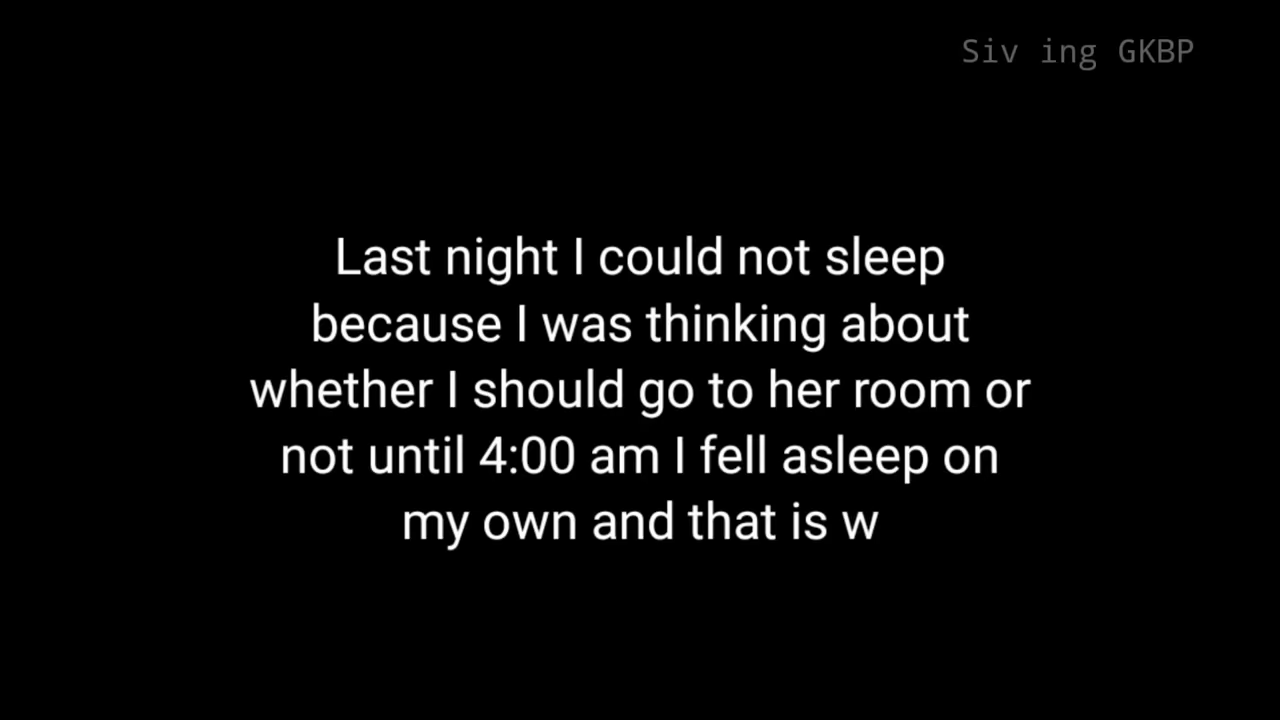 Siv ing GKBP
Last night I could not sleep
because I was thinking about
whether I should go to her room or
not until 4:00 am I fell asleep on
my own and that is w